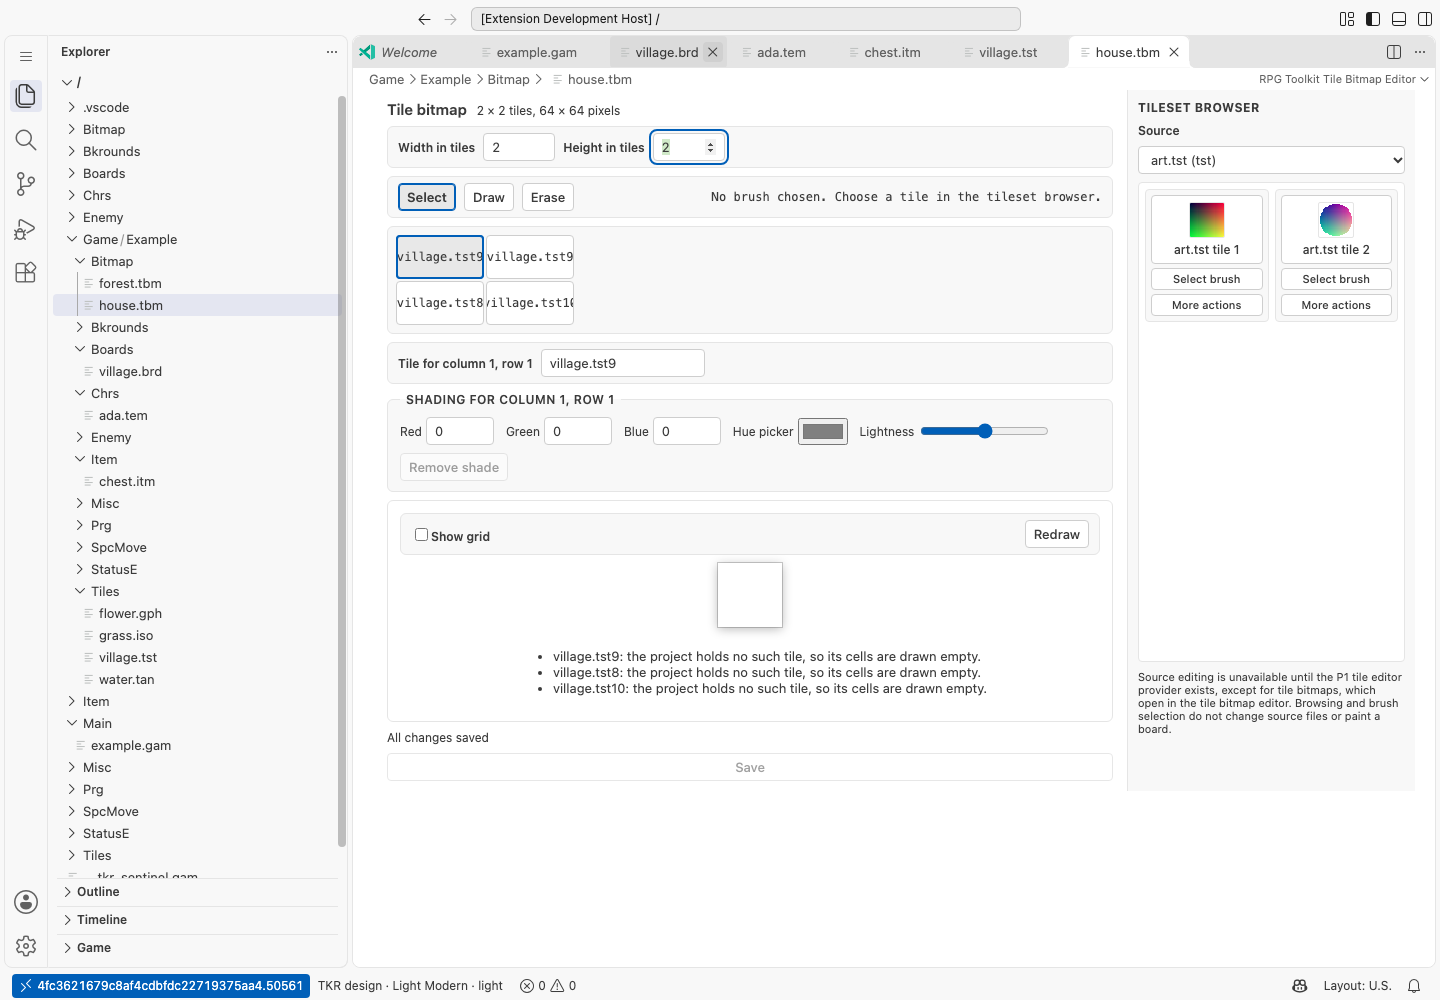 [Extension Development Host] /
Explorer
Welcome
example.gam
village.brd
ada.tem
chest.itm
village.tst
house.tbm
Game
Example
Bitmap
house.tbm
RPG Toolkit Tile Bitmap Editor
/
.vscode
Bitmap
Bkrounds
Boards
Chrs
Enemy
Game / Example
Bitmap
forest.tbm
house.tbm
Bkrounds
Boards
village.brd
Chrs
ada.tem
Enemy
Item
chest.itm
Misc
Prg
SpcMove
StatusE
Tiles
flower.gph
grass.iso
village.tst
water.tan
Item
Main
example.gam
Misc
Prg
SpcMove
StatusE
Tiles
Outline
Timeline
Game
Tile bitmap
2 × 2 tiles, 64 × 64 pixels
Width in tiles
2
Height in tiles
2
Select
Draw
Erase
No brush chosen. Choose a tile in the tileset browser.
village.tst9
village.tst9
village.tst8
village.tst10
Tile for column 1, row 1
village.tst9
SHADING FOR COLUMN 1, ROW 1
Red
0
Green
0
Blue
0
Hue picker
Lightness
Remove shade
Show grid
Redraw
• village.tst9: the project holds no such tile, so its cells are drawn empty.
• village.tst8: the project holds no such tile, so its cells are drawn empty.
• village.tst10: the project holds no such tile, so its cells are drawn empty.
All changes saved
Save
TILESET BROWSER
Source
art.tst (tst)
art.tst tile 1
Select brush
More actions
art.tst tile 2
Select brush
More actions
Source editing is unavailable until the P1 tile editor
provider exists, except for tile bitmaps, which
open in the tile bitmap editor. Browsing and brush
selection do not change source files or paint a
board.
4fc3621679c8af4cdbfdc22719375aa4.50561
TKR design · Light Modern · light
0
0
Layout: U.S.